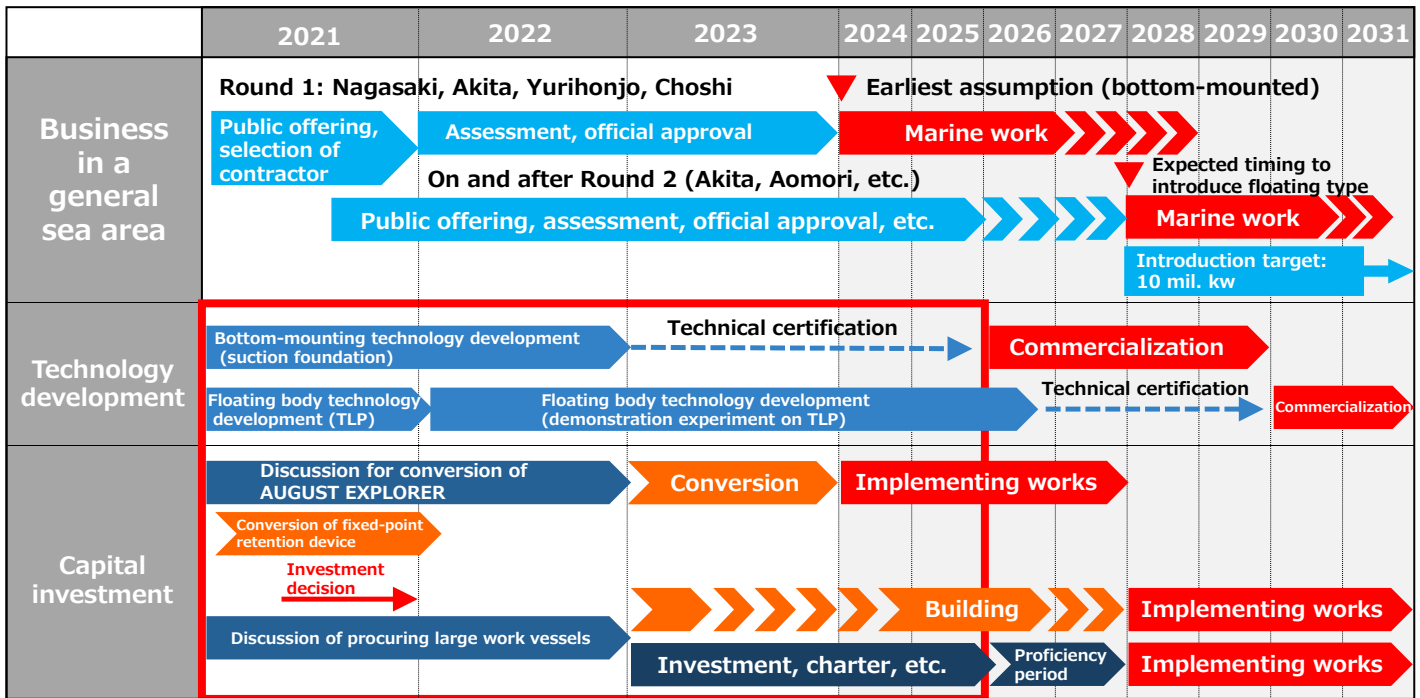 2021 2022 2023 2024 2025 2026 2027 2028 2029 2030 2031
Business
in a
general
sea area
Round 1: Nagasaki, Akita, Yurihonjo, Choshi
Earliest assumption (bottom-mounted)
Public offering,
selection of
contractor
Assessment, official approval
Marine work
On and after Round 2 (Akita, Aomori, etc.)
Expected timing to
introduce floating type
Public offering, assessment, official approval, etc.
Marine work
Introduction target:
10 mil. kw
Technology
development
Bottom-mounting technology development
(suction foundation)
Technical certification
Commercialization
Floating body technology
development (TLP)
Floating body technology development
(demonstration experiment on TLP)
Technical certification
Commercialization
Capital
investment
Discussion for conversion of
AUGUST EXPLORER
Conversion
Implementing works
Conversion of fixed-point
retention device
Investment
decision
Building
Implementing works
Discussion of procuring large work vessels
Investment, charter, etc.
Proficiency
period
Implementing works